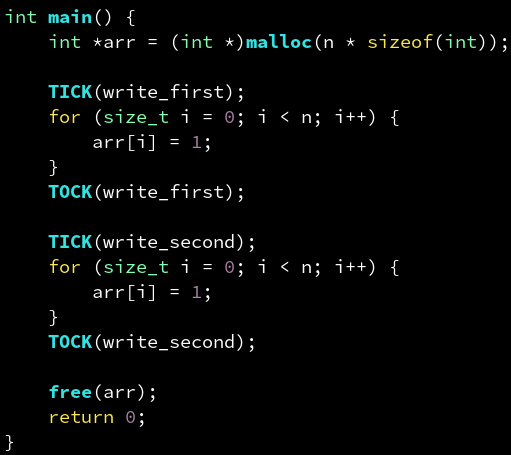 int main() {
    int *arr = (int *)malloc(n * sizeof(int));

    TICK(write_first);
    for (size_t i = 0; i < n; i++) {
        arr[i] = 1;
    }
    TOCK(write_first);

    TICK(write_second);
    for (size_t i = 0; i < n; i++) {
        arr[i] = 1;
    }
    TOCK(write_second);

    free(arr);
    return 0;
}